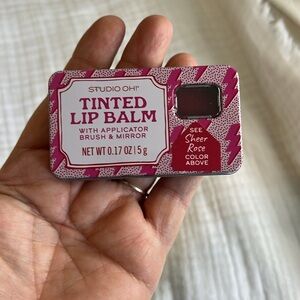 STUDIO OH!®
TINTED
LIP BALM
WITH APPLICATOR
BRUSH & MIRROR
NET WT 0.17 OZ | 5 g
SEE
Sheer
Rose
COLOR
ABOVE